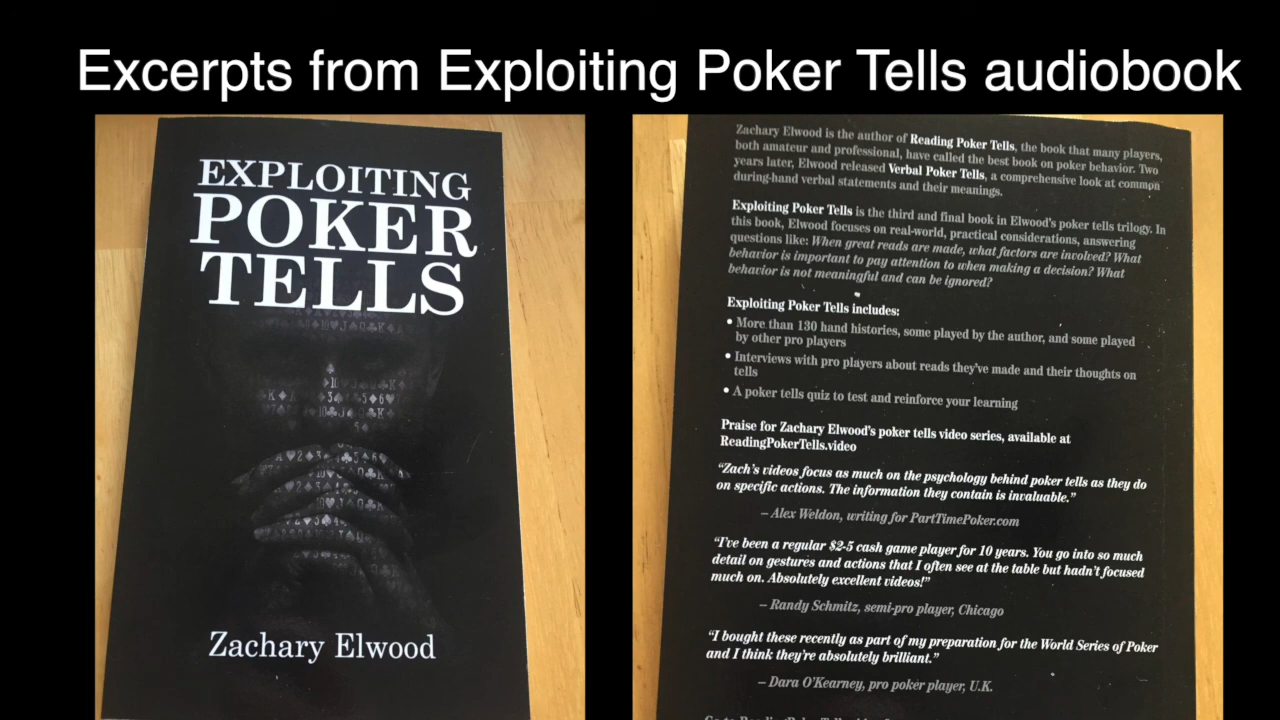 Excerpts from Exploiting Poker Tells audiobook
EXPLOITING
POKER
TELLS
Zachary Elwood
Zachary Elwood is the author of Reading Poker Tells, the book that many players,
both amateur and professional, have called the best book on poker behavior. Two
years later, Elwood released Verbal Poker Tells, a comprehensive look at common
during-hand verbal statements and their meanings.
Exploiting Poker Tells is the third and final book in Elwood's poker tells trilogy. In
this book, Elwood focuses on real-world, practical considerations, answering
questions like: When great reads are made, what factors are involved? What
behavior is important to pay attention to when making a decision? What
behavior is not meaningful and can be ignored?
Exploiting Poker Tells includes:
• More than 130 hand histories, some played by the author, and some played
by other pro players
• Interviews with pro players about reads they've made and their thoughts on
tells
• A poker tells quiz to test and reinforce your learning
Praise for Zachary Elwood's poker tells video series, available at
ReadingPokerTells.video
"Zach's videos focus as much on the psychology behind poker tells as they do
on specific actions. The information they contain is invaluable."
– Alex Weldon, writing for PartTimePoker.com
"I've been a regular $2-5 cash game player for 10 years. You go into so much
detail on gestures and actions that I often see at the table but hadn't focused
much on. Absolutely excellent videos!"
– Randy Schmitz, semi-pro player, Chicago
"I bought these recently as part of my preparation for the World Series of Poker
and I think they're absolutely brilliant."
– Dara O'Kearney, pro poker player, U.K.